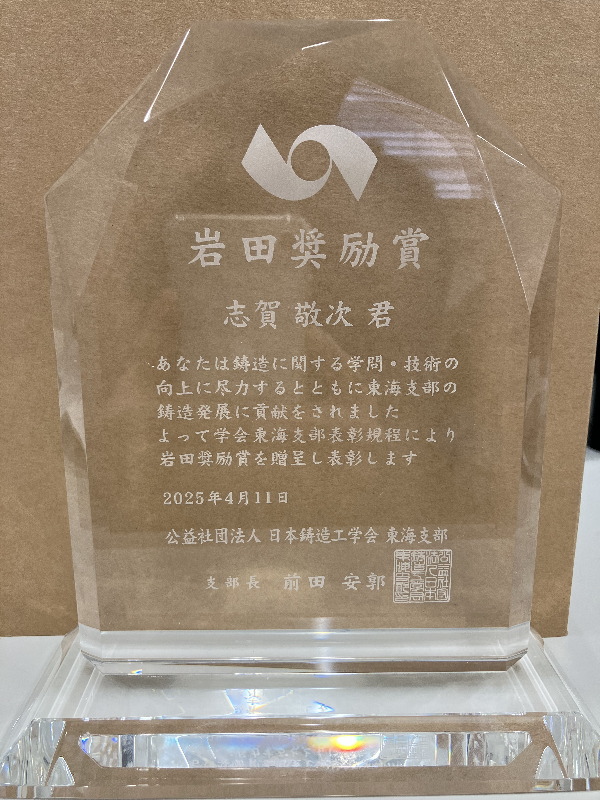 岩田奨励賞
志賀 敬次 君
あなたは鋳造に関する学問・技術の
向上に尽力するとともに東海支部の
鋳造発展に貢献をされました
よって学会東海支部表彰規程により
岩田奨励賞を贈呈し表彰します
2025年4月11日
公益社団法人 日本鋳造工学会 東海支部
支部長 前田 安郭